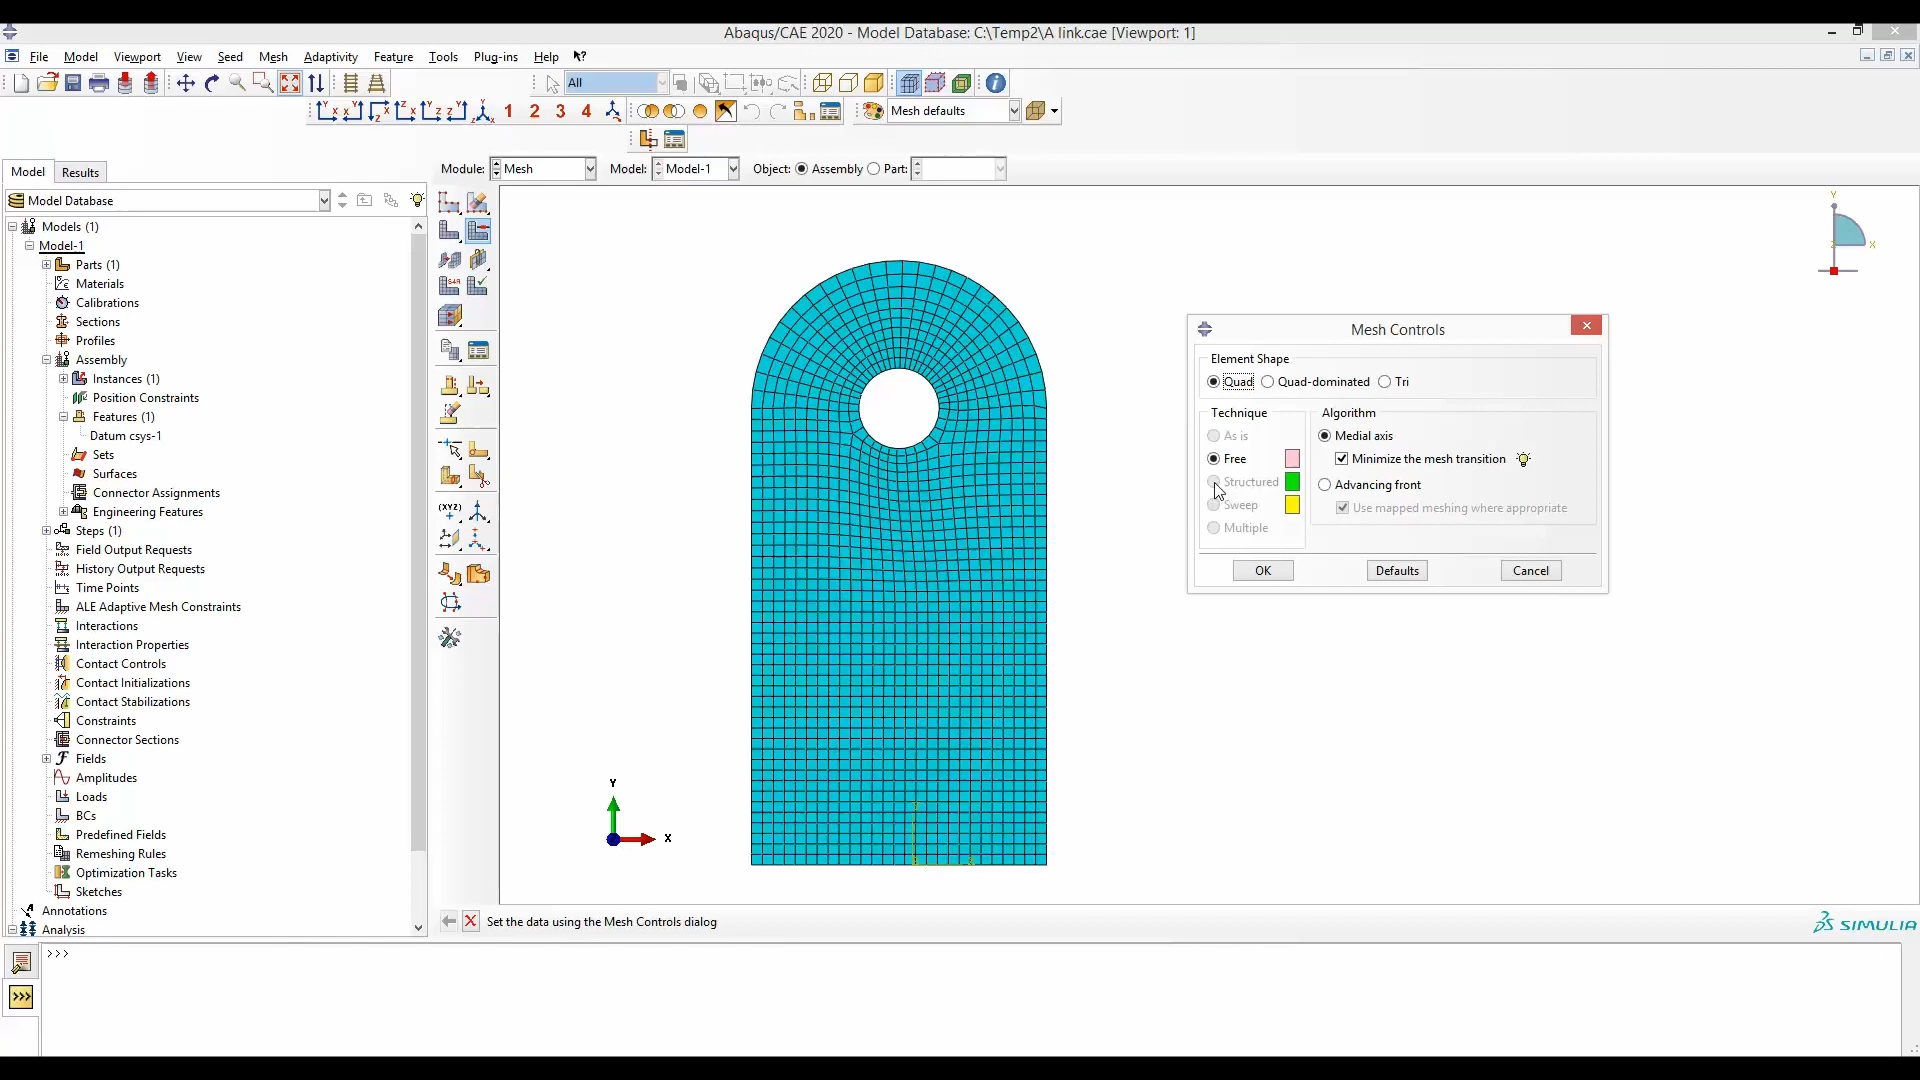 Abaqus/CAE 2020 - Model Database: C:\Temp2\A link.cae [Viewport: 1]
File Model Viewport View Seed Mesh Adaptivity Feature Tools Plug-ins Help
All
1 2 3 4 Mesh defaults
Model Results Module: Mesh Model: Model-1 Object: Assembly Part:
Model Database
Models (1)
Model-1
Parts (1)
Materials
Calibrations
Sections
Profiles
Assembly
Instances (1)
Position Constraints
Features (1)
Datum csys-1
Sets
Surfaces
Connector Assignments
Engineering Features
Steps (1)
Field Output Requests
History Output Requests
Time Points
ALE Adaptive Mesh Constraints
Interactions
Interaction Properties
Contact Controls
Contact Initializations
Contact Stabilizations
Constraints
Connector Sections
Fields
Amplitudes
Loads
BCs
Predefined Fields
Remeshing Rules
Optimization Tasks
Sketches
Annotations
Analysis
(XYZ)
Y
X
Y
X
Mesh Controls
Element Shape
Quad Quad-dominated Tri
Technique
As is
Free
Structured
Sweep
Multiple
Algorithm
Medial axis
Minimize the mesh transition
Advancing front
Use mapped meshing where appropriate
OK Defaults Cancel
Set the data using the Mesh Controls dialog
SIMULIA
>>>
>>>